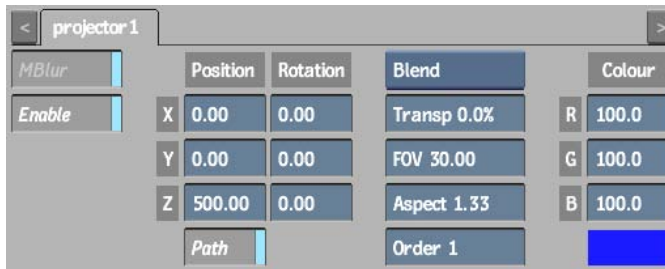 < projector1 >
MBlur Position Rotation Blend Colour
Enable X 0.00 0.00 Transp 0.0% R 100.0
Y 0.00 0.00 FOV 30.00 G 100.0
Z 500.00 0.00 Aspect 1.33 B 100.0
Path Order 1